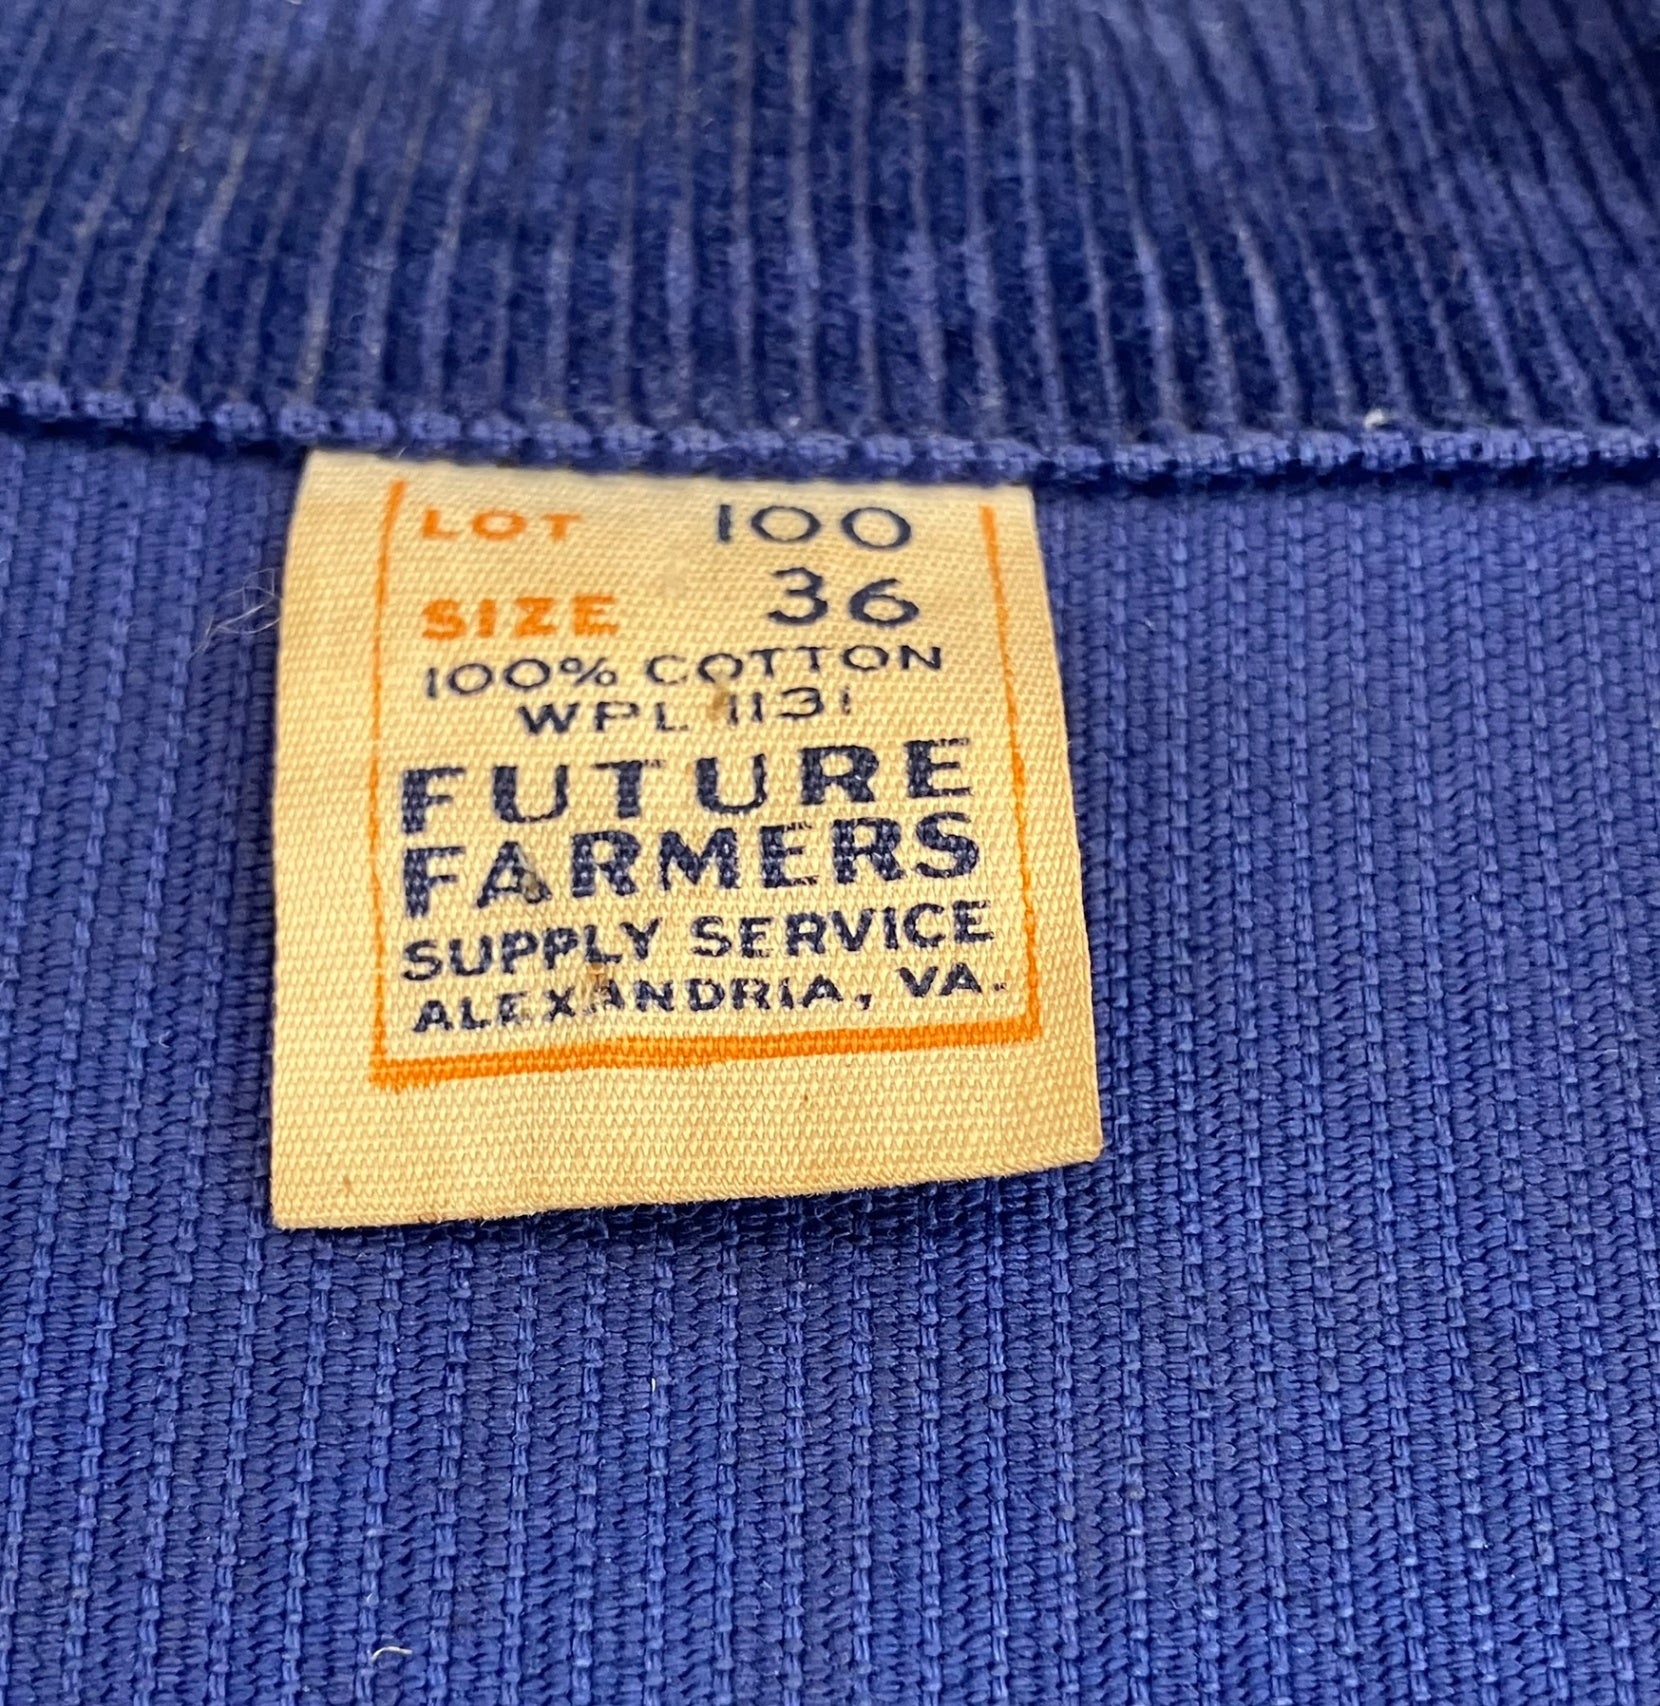 LOT 100
SIZE 36
100% COTTON
WPL 1131
FUTURE
FARMERS
SUPPLY SERVICE
ALEXANDRIA, VA.